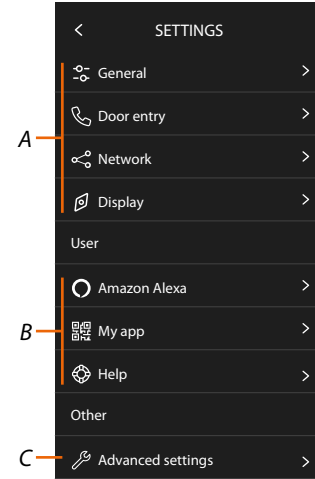 SETTINGS
General
Door entry
A
Network
Display
User
Amazon Alexa
B
My app
Help
Other
C
Advanced settings